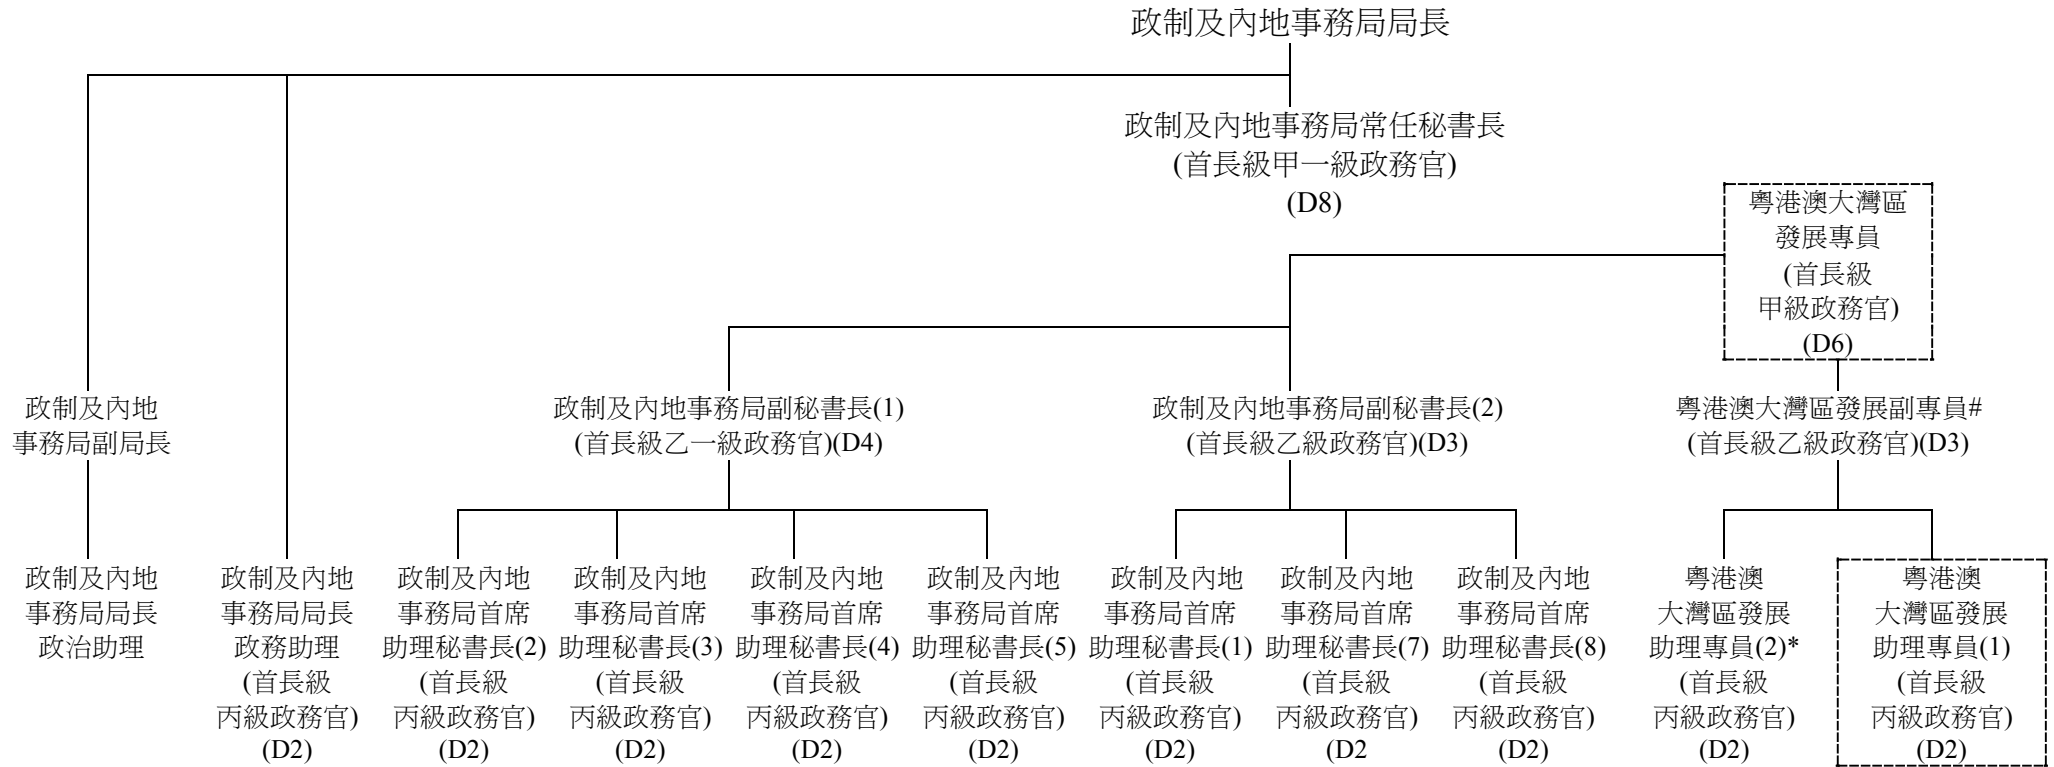 政制及內地事務局局長
政制及內地事務局常任秘書長
(首長級甲一級政務官)
(D8)
粵港澳大灣區
發展專員
(首長級
甲級政務官)
(D6)
政制及內地
事務局副局長
政制及內地事務局副秘書長(1)
(首長級乙一級政務官)(D4)
政制及內地事務局副秘書長(2)
(首長級乙級政務官)(D3)
粵港澳大灣區發展副專員#
(首長級乙級政務官)(D3)
政制及內地
事務局局長
政治助理
政制及內地
事務局局長
政務助理
(首長級
丙級政務官)
(D2)
政制及內地
事務局首席
助理秘書長(2)
(首長級
丙級政務官)
(D2)
政制及內地
事務局首席
助理秘書長(3)
(首長級
丙級政務官)
(D2)
政制及內地
事務局首席
助理秘書長(4)
(首長級
丙級政務官)
(D2)
政制及內地
事務局首席
助理秘書長(5)
(首長級
丙級政務官)
(D2)
政制及內地
事務局首席
助理秘書長(1)
(首長級
丙級政務官)
(D2)
政制及內地
事務局首席
助理秘書長(7)
(首長級
丙級政務官)
(D2
政制及內地
事務局首席
助理秘書長(8)
(首長級
丙級政務官)
(D2)
粵港澳
大灣區發展
助理專員(2)*
(首長級
丙級政務官)
(D2)
粵港澳
大灣區發展
助理專員(1)
(首長級
丙級政務官)
(D2)